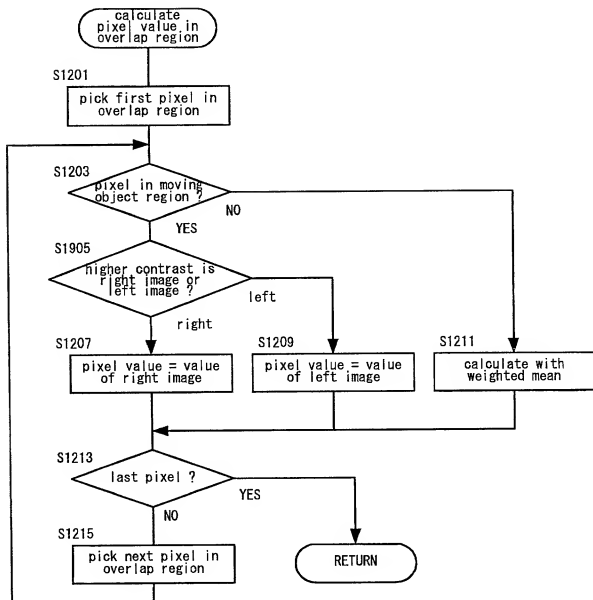 calculate
pixel value in
overlap region
S1201
pick first pixel in
overlap region
S1203
pixel in moving
object region ?
NO
YES
S1905
higher contrast is
right image or
left image ?
left
right
S1207
pixel value = value
of right image
S1209
pixel value = value
of left image
S1211
calculate with
weighted mean
S1213
last pixel ?
YES
NO
S1215
pick next pixel in
overlap region
RETURN